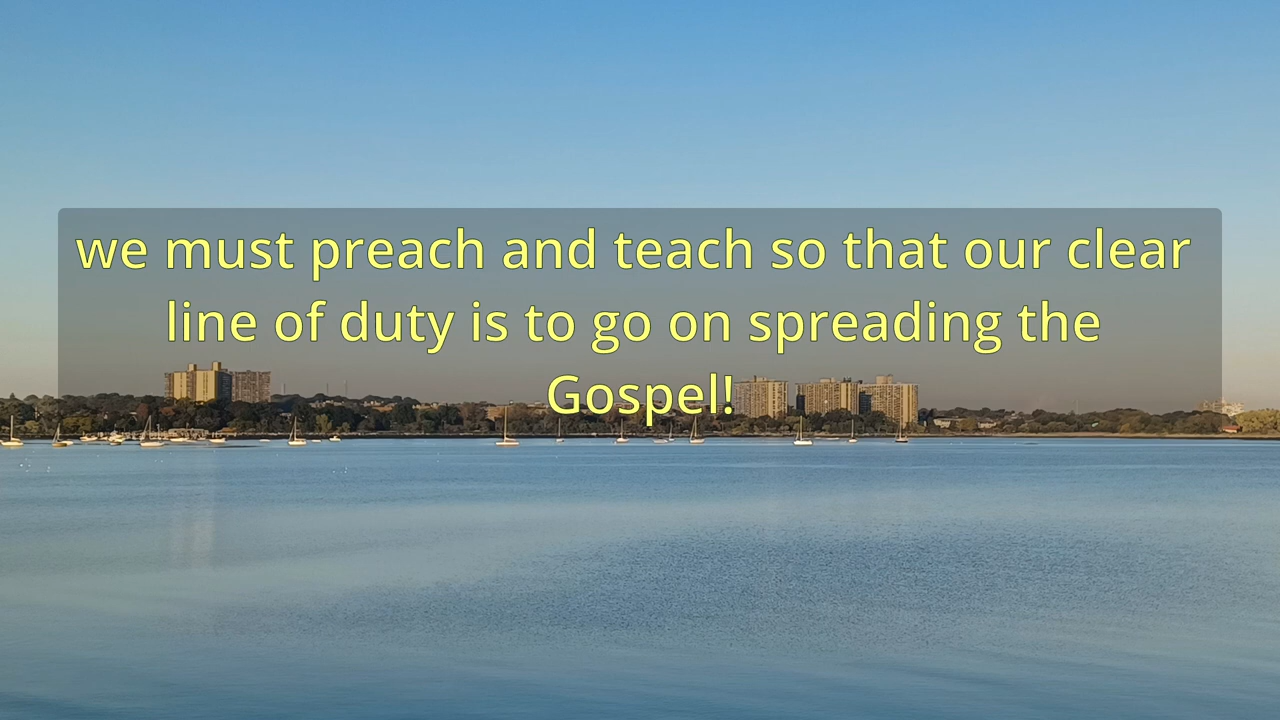 we must preach and teach so that our clear
line of duty is to go on spreading the
Gospel!